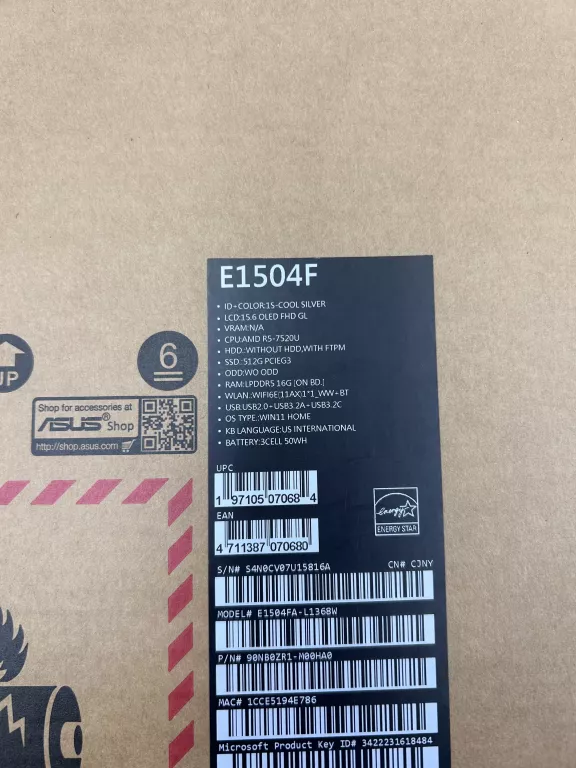 E1504F
• ID+COLOR:1S-COOL SILVER
• LCD:15.6 OLED FHD GL
• VRAM:N/A
• CPU:AMD R5-7520U
• HDD:WITHOUT HDD,WITH FTPM
• SSD: 512G PCIEG3
• ODD:WO ODD
• RAM:LPDDR5 16G [ON BD.]
• WLAN:WIFI6E(11AX)1*1_WW+BT
• USB:USB2.0+USB3.2A+USB3.2C
• OS TYPE:WIN11 HOME
• KB LANGUAGE:US INTERNATIONAL
• BATTERY:3CELL 50WH
UP
6
Shop for accessories at
ASUS® Shop
http://shop.asus.com
UPC
1 97105 07068 4
EAN
4 711387 070680
energy
ENERGY STAR
S/N# S4N0CV07U15816A CN# CJNY
MODEL# E1504FA-L1368W
P/N# 90NB0ZR1-M00HA0
MAC# 1CCE5194E786
Microsoft Product Key ID# 3422231618484